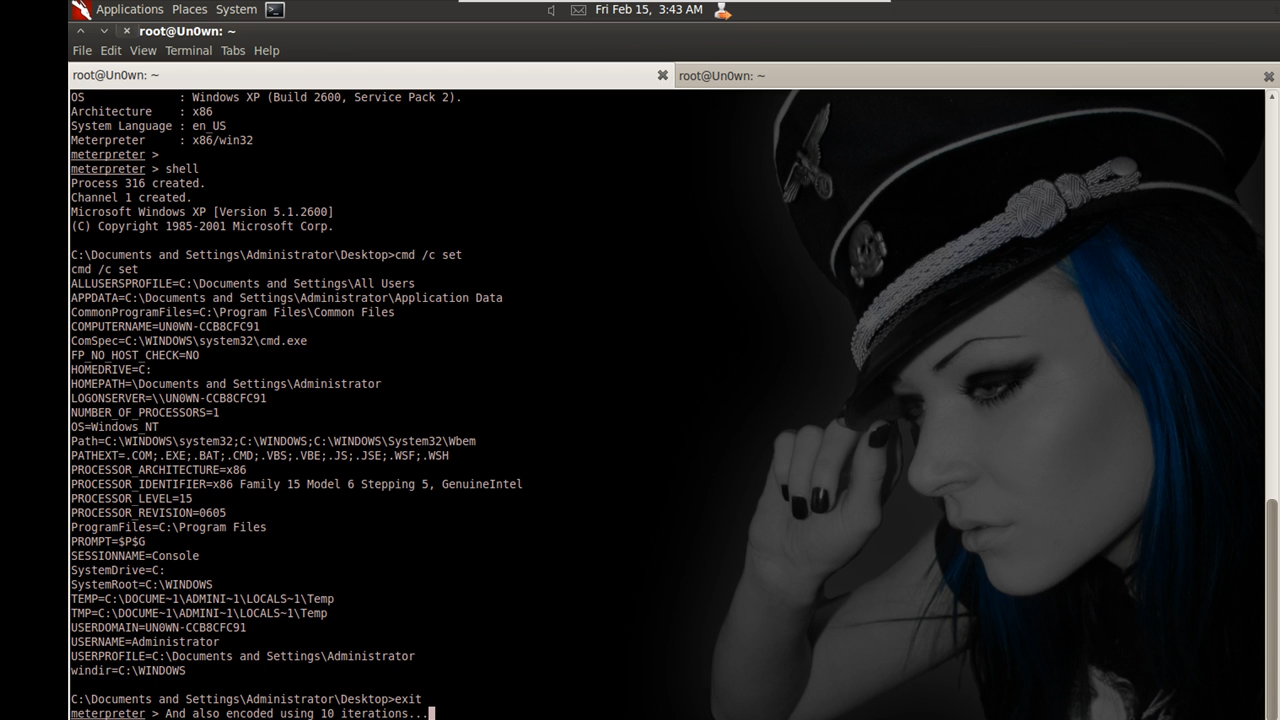 Applications Places System Fri Feb 15, 3:43 AM
root@Un0wn: ~
File Edit View Terminal Tabs Help
root@Un0wn: ~ root@Un0wn: ~
OS : Windows XP (Build 2600, Service Pack 2).
Architecture : x86
System Language : en_US
Meterpreter : x86/win32
meterpreter >
meterpreter > shell
Process 316 created.
Channel 1 created.
Microsoft Windows XP [Version 5.1.2600]
(C) Copyright 1985-2001 Microsoft Corp.
C:\Documents and Settings\Administrator\Desktop>cmd /c set
cmd /c set
ALLUSERSPROFILE=C:\Documents and Settings\All Users
APPDATA=C:\Documents and Settings\Administrator\Application Data
CommonProgramFiles=C:\Program Files\Common Files
COMPUTERNAME=UN0WN-CCB8CFC91
ComSpec=C:\WINDOWS\system32\cmd.exe
FP_NO_HOST_CHECK=NO
HOMEDRIVE=C:
HOMEPATH=\Documents and Settings\Administrator
LOGONSERVER=\\UN0WN-CCB8CFC91
NUMBER_OF_PROCESSORS=1
OS=Windows_NT
Path=C:\WINDOWS\system32;C:\WINDOWS;C:\WINDOWS\System32\Wbem
PATHEXT=.COM;.EXE;.BAT;.CMD;.VBS;.VBE;.JS;.JSE;.WSF;.WSH
PROCESSOR_ARCHITECTURE=x86
PROCESSOR_IDENTIFIER=x86 Family 15 Model 6 Stepping 5, GenuineIntel
PROCESSOR_LEVEL=15
PROCESSOR_REVISION=0605
ProgramFiles=C:\Program Files
PROMPT=$P$G
SESSIONNAME=Console
SystemDrive=C:
SystemRoot=C:\WINDOWS
TEMP=C:\DOCUME~1\ADMINI~1\LOCALS~1\Temp
TMP=C:\DOCUME~1\ADMINI~1\LOCALS~1\Temp
USERDOMAIN=UN0WN-CCB8CFC91
USERNAME=Administrator
USERPROFILE=C:\Documents and Settings\Administrator
windir=C:\WINDOWS
C:\Documents and Settings\Administrator\Desktop>exit
meterpreter > And also encoded using 10 iterations...